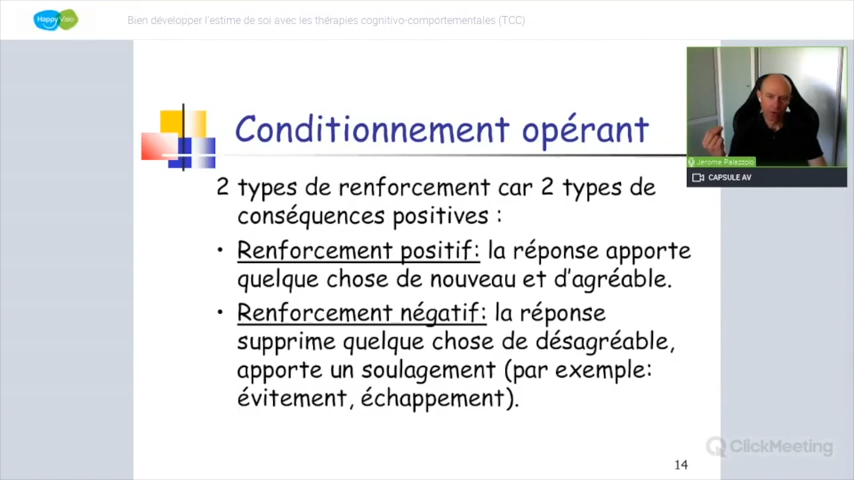 Happy Visio
Bien développer l'estime de soi avec les thérapies cognitivo-comportementales (TCC)
Conditionnement opérant
2 types de renforcement car 2 types de
conséquences positives :
• Renforcement positif: la réponse apporte
quelque chose de nouveau et d'agréable.
• Renforcement négatif: la réponse
supprime quelque chose de désagréable,
apporte un soulagement (par exemple:
évitement, échappement).
14
Jerome Palazzolo
CAPSULE AV
ClickMeeting